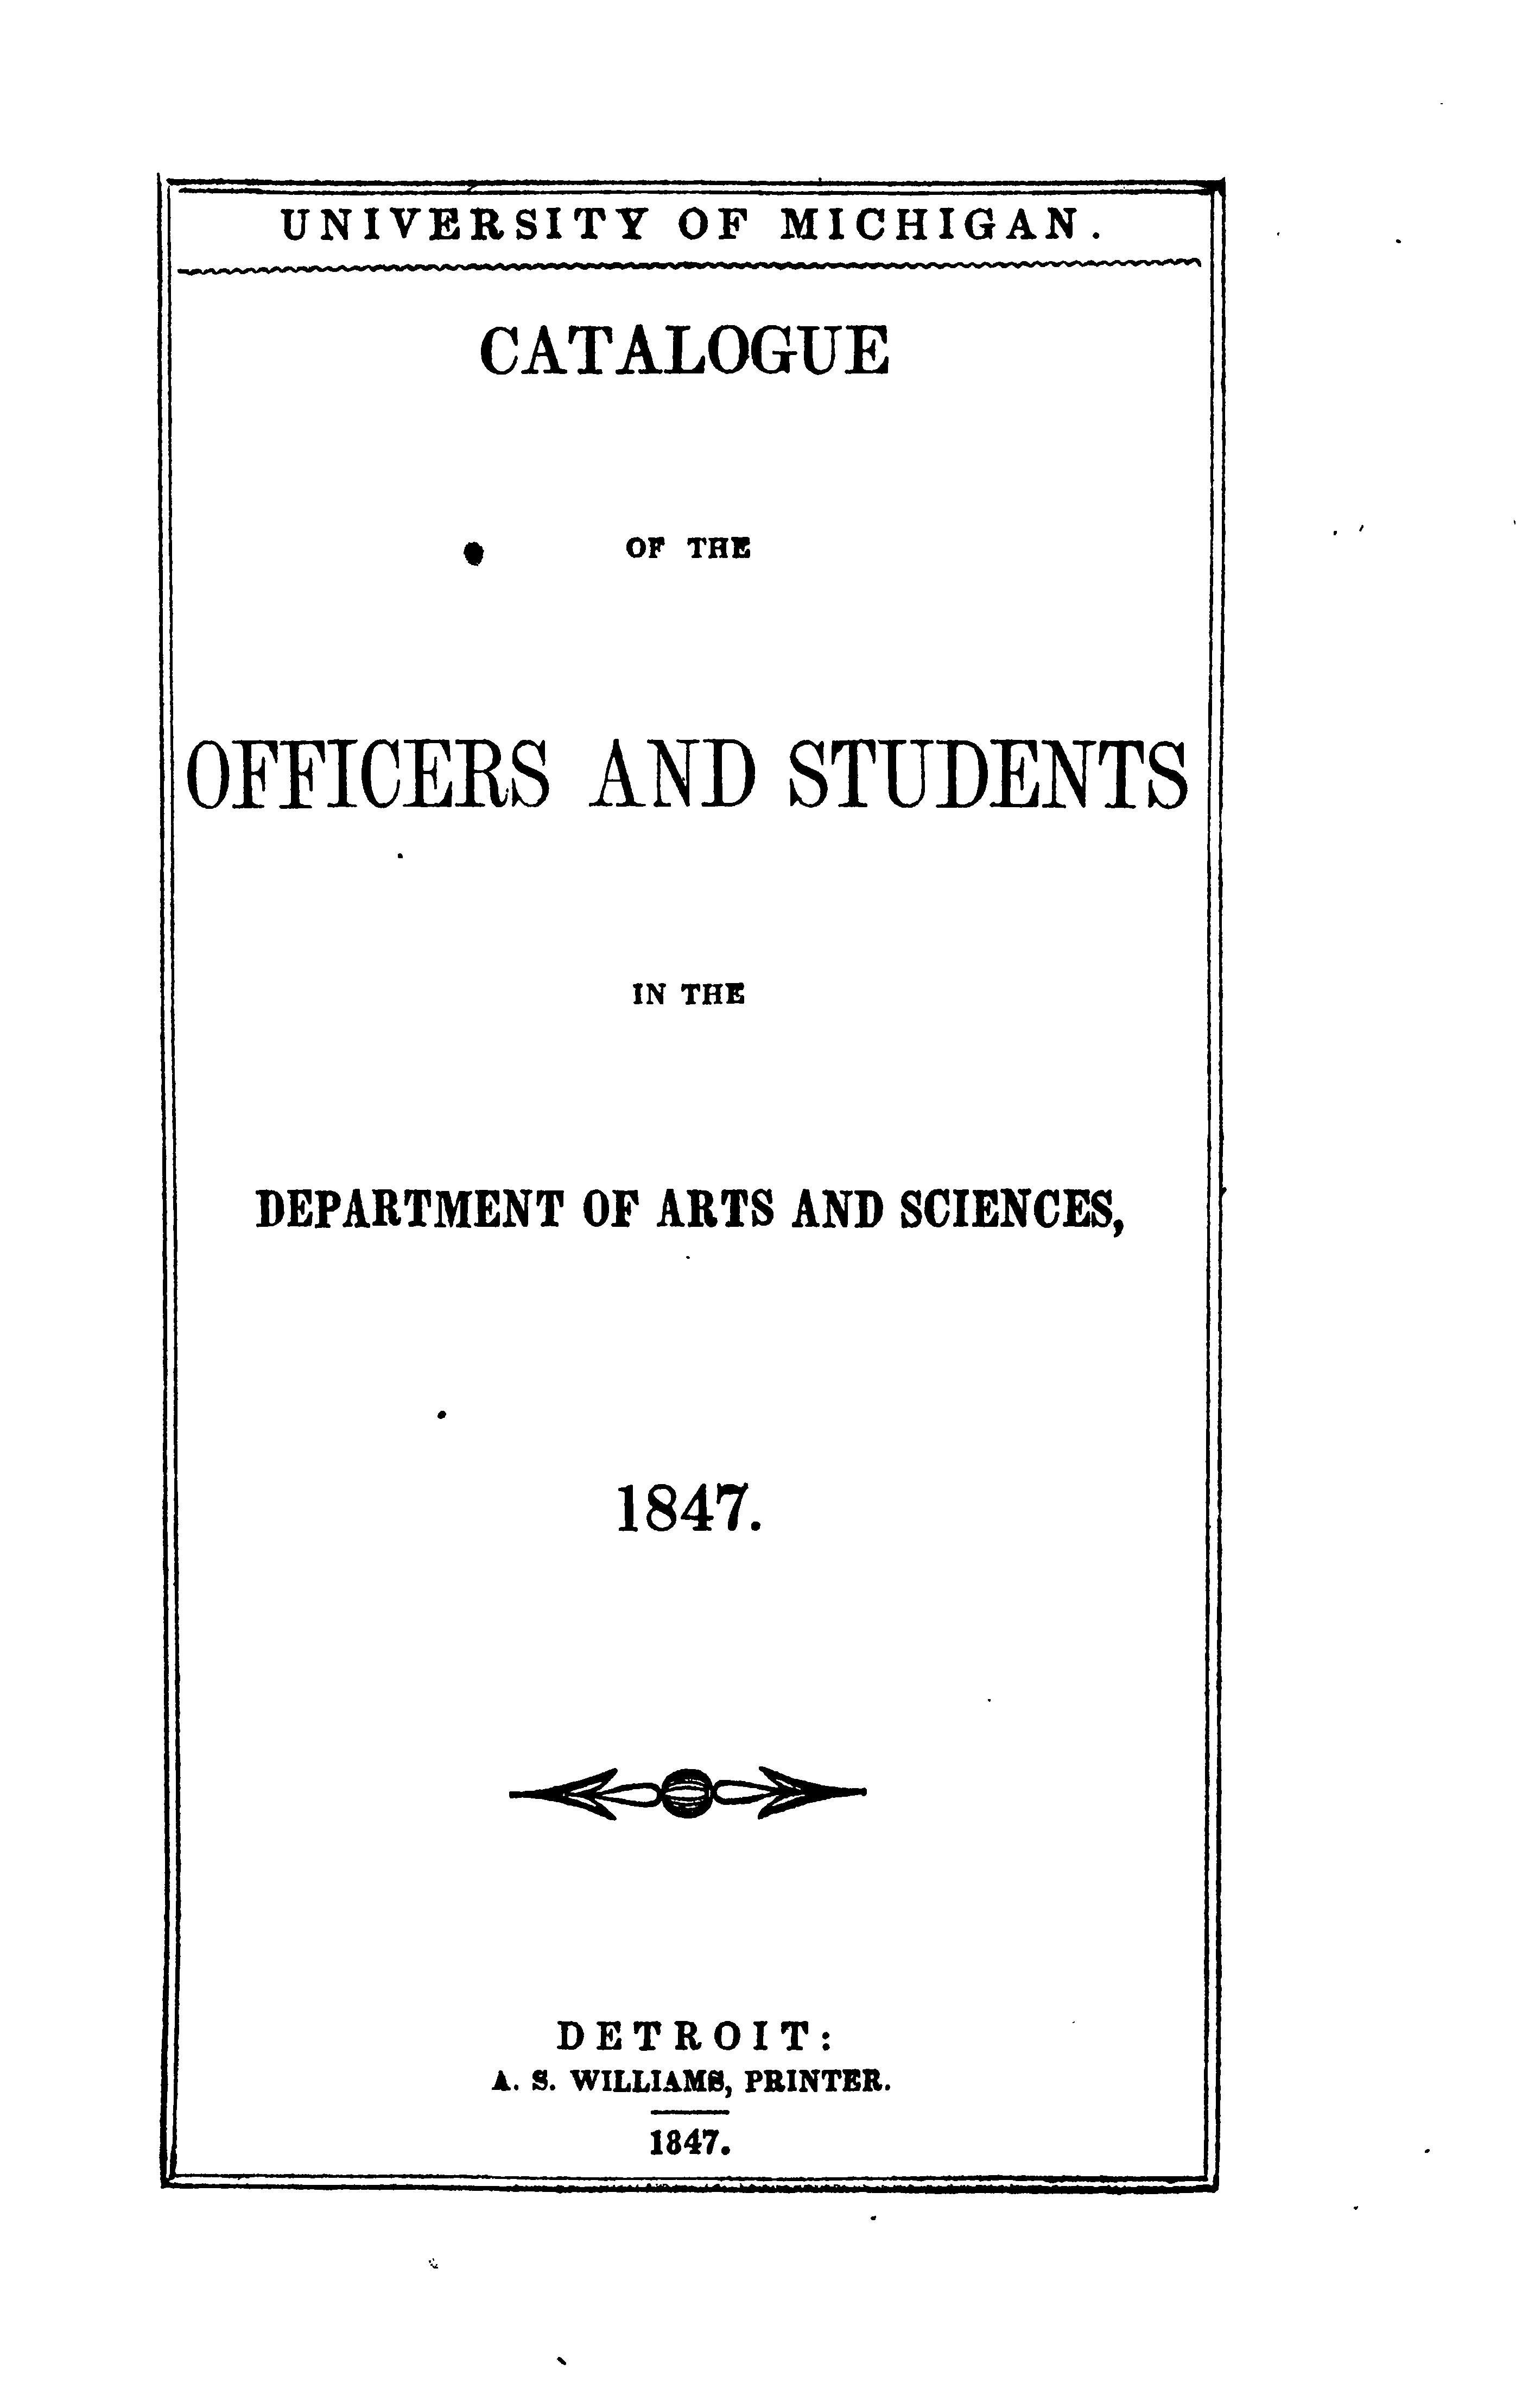 UNIVERSITY OF MICHIGAN.
CATALOGUE
OF THE
OFFICERS AND STUDENTS
IN THE
DEPARTMENT OF ARTS AND SCIENCES,
1847.
DETROIT:
A. S. WILLIAMS, PRINTER.
1847.